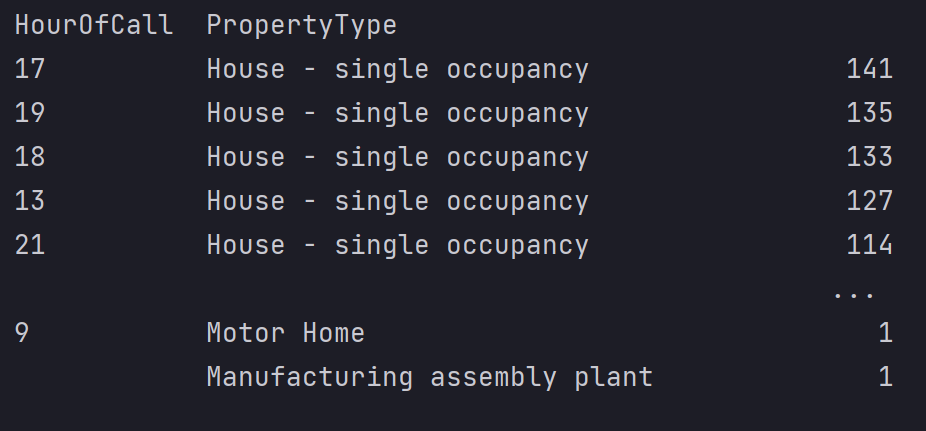 HourOfCall  PropertyType
17          House - single occupancy                141
19          House - single occupancy                135
18          House - single occupancy                133
13          House - single occupancy                127
21          House - single occupancy                114
                                                   ...
9           Motor Home                                1
            Manufacturing assembly plant              1